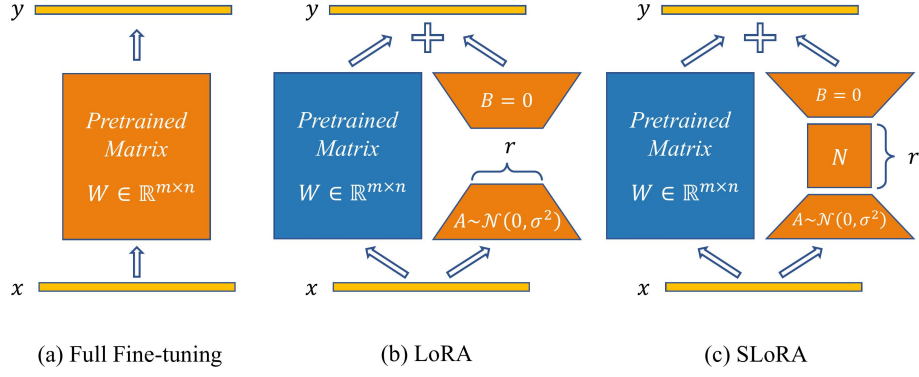 y
Pretrained
Matrix
W ∈ ℝ^{m×n}
x
(a) Full Fine-tuning
y
Pretrained
Matrix
W ∈ ℝ^{m×n}
B = 0
r
A~𝒩(0, σ²)
x
(b) LoRA
y
Pretrained
Matrix
W ∈ ℝ^{m×n}
B = 0
N
r
A~𝒩(0, σ²)
x
(c) SLoRA